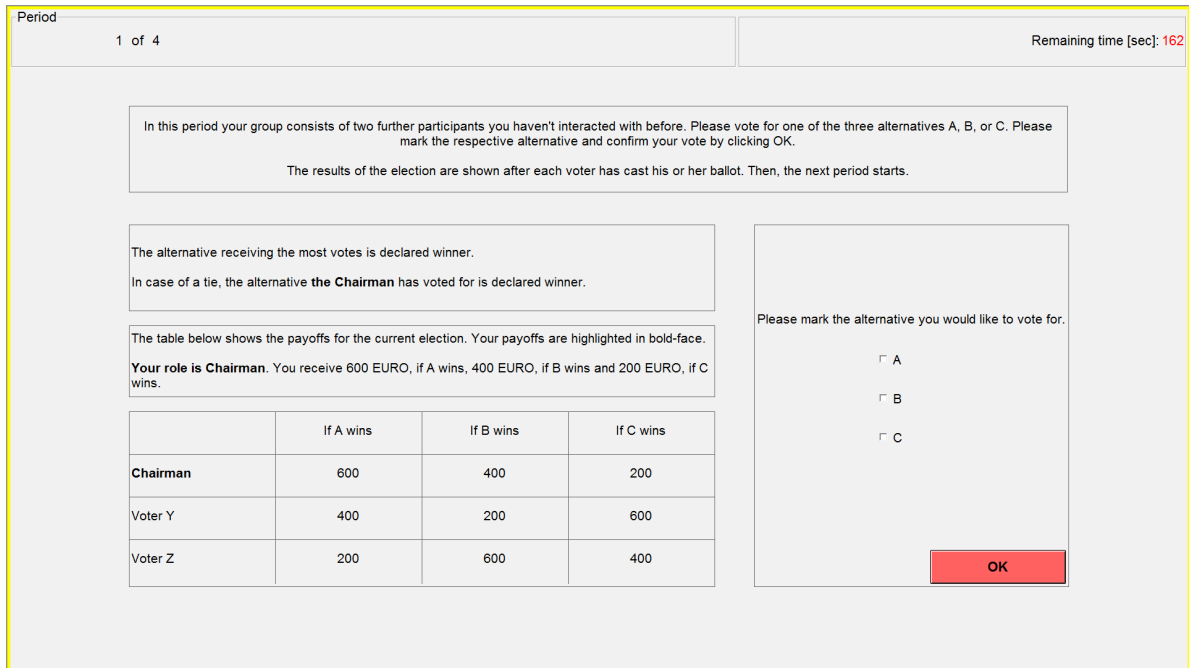 Period
1 of 4
Remaining time [sec]: 162
In this period your group consists of two further participants you haven't interacted with before. Please vote for one of the three alternatives A, B, or C. Please
mark the respective alternative and confirm your vote by clicking OK.
The results of the election are shown after each voter has cast his or her ballot. Then, the next period starts.
The alternative receiving the most votes is declared winner.
In case of a tie, the alternative the Chairman has voted for is declared winner.
The table below shows the payoffs for the current election. Your payoffs are highlighted in bold-face.
Your role is Chairman. You receive 600 EURO, if A wins, 400 EURO, if B wins and 200 EURO, if C
wins.
If A wins If B wins If C wins
Chairman 600 400 200
Voter Y 400 200 600
Voter Z 200 600 400
Please mark the alternative you would like to vote for.
A
B
C
OK